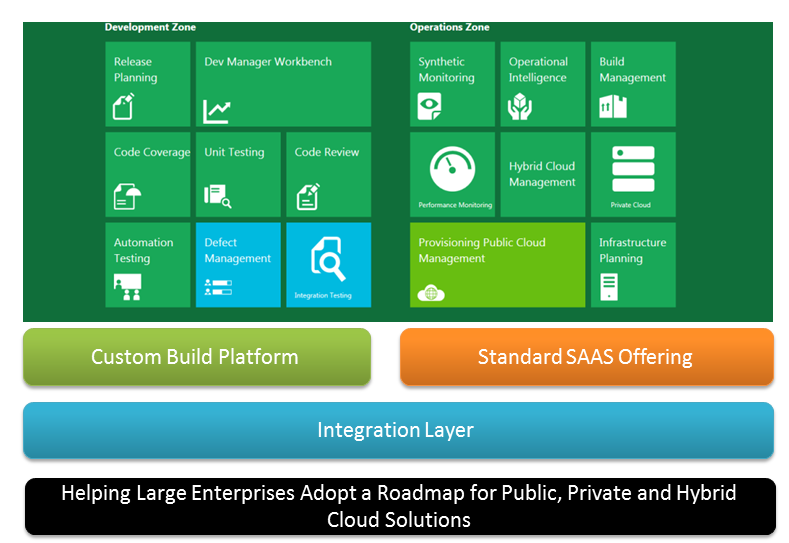 Development Zone
Release
Planning
Dev Manager Workbench
Code Coverage
Unit Testing
Code Review
Automation
Testing
Defect
Management
Integration Testing
Operations Zone
Synthetic
Monitoring
Operational
Intelligence
Build
Management
Performance Monitoring
Hybrid Cloud
Management
Private Cloud
Provisioning Public Cloud
Management
Infrastructure
Planning
Custom Build Platform
Standard SAAS Offering
Integration Layer
Helping Large Enterprises Adopt a Roadmap for Public, Private and Hybrid
Cloud Solutions